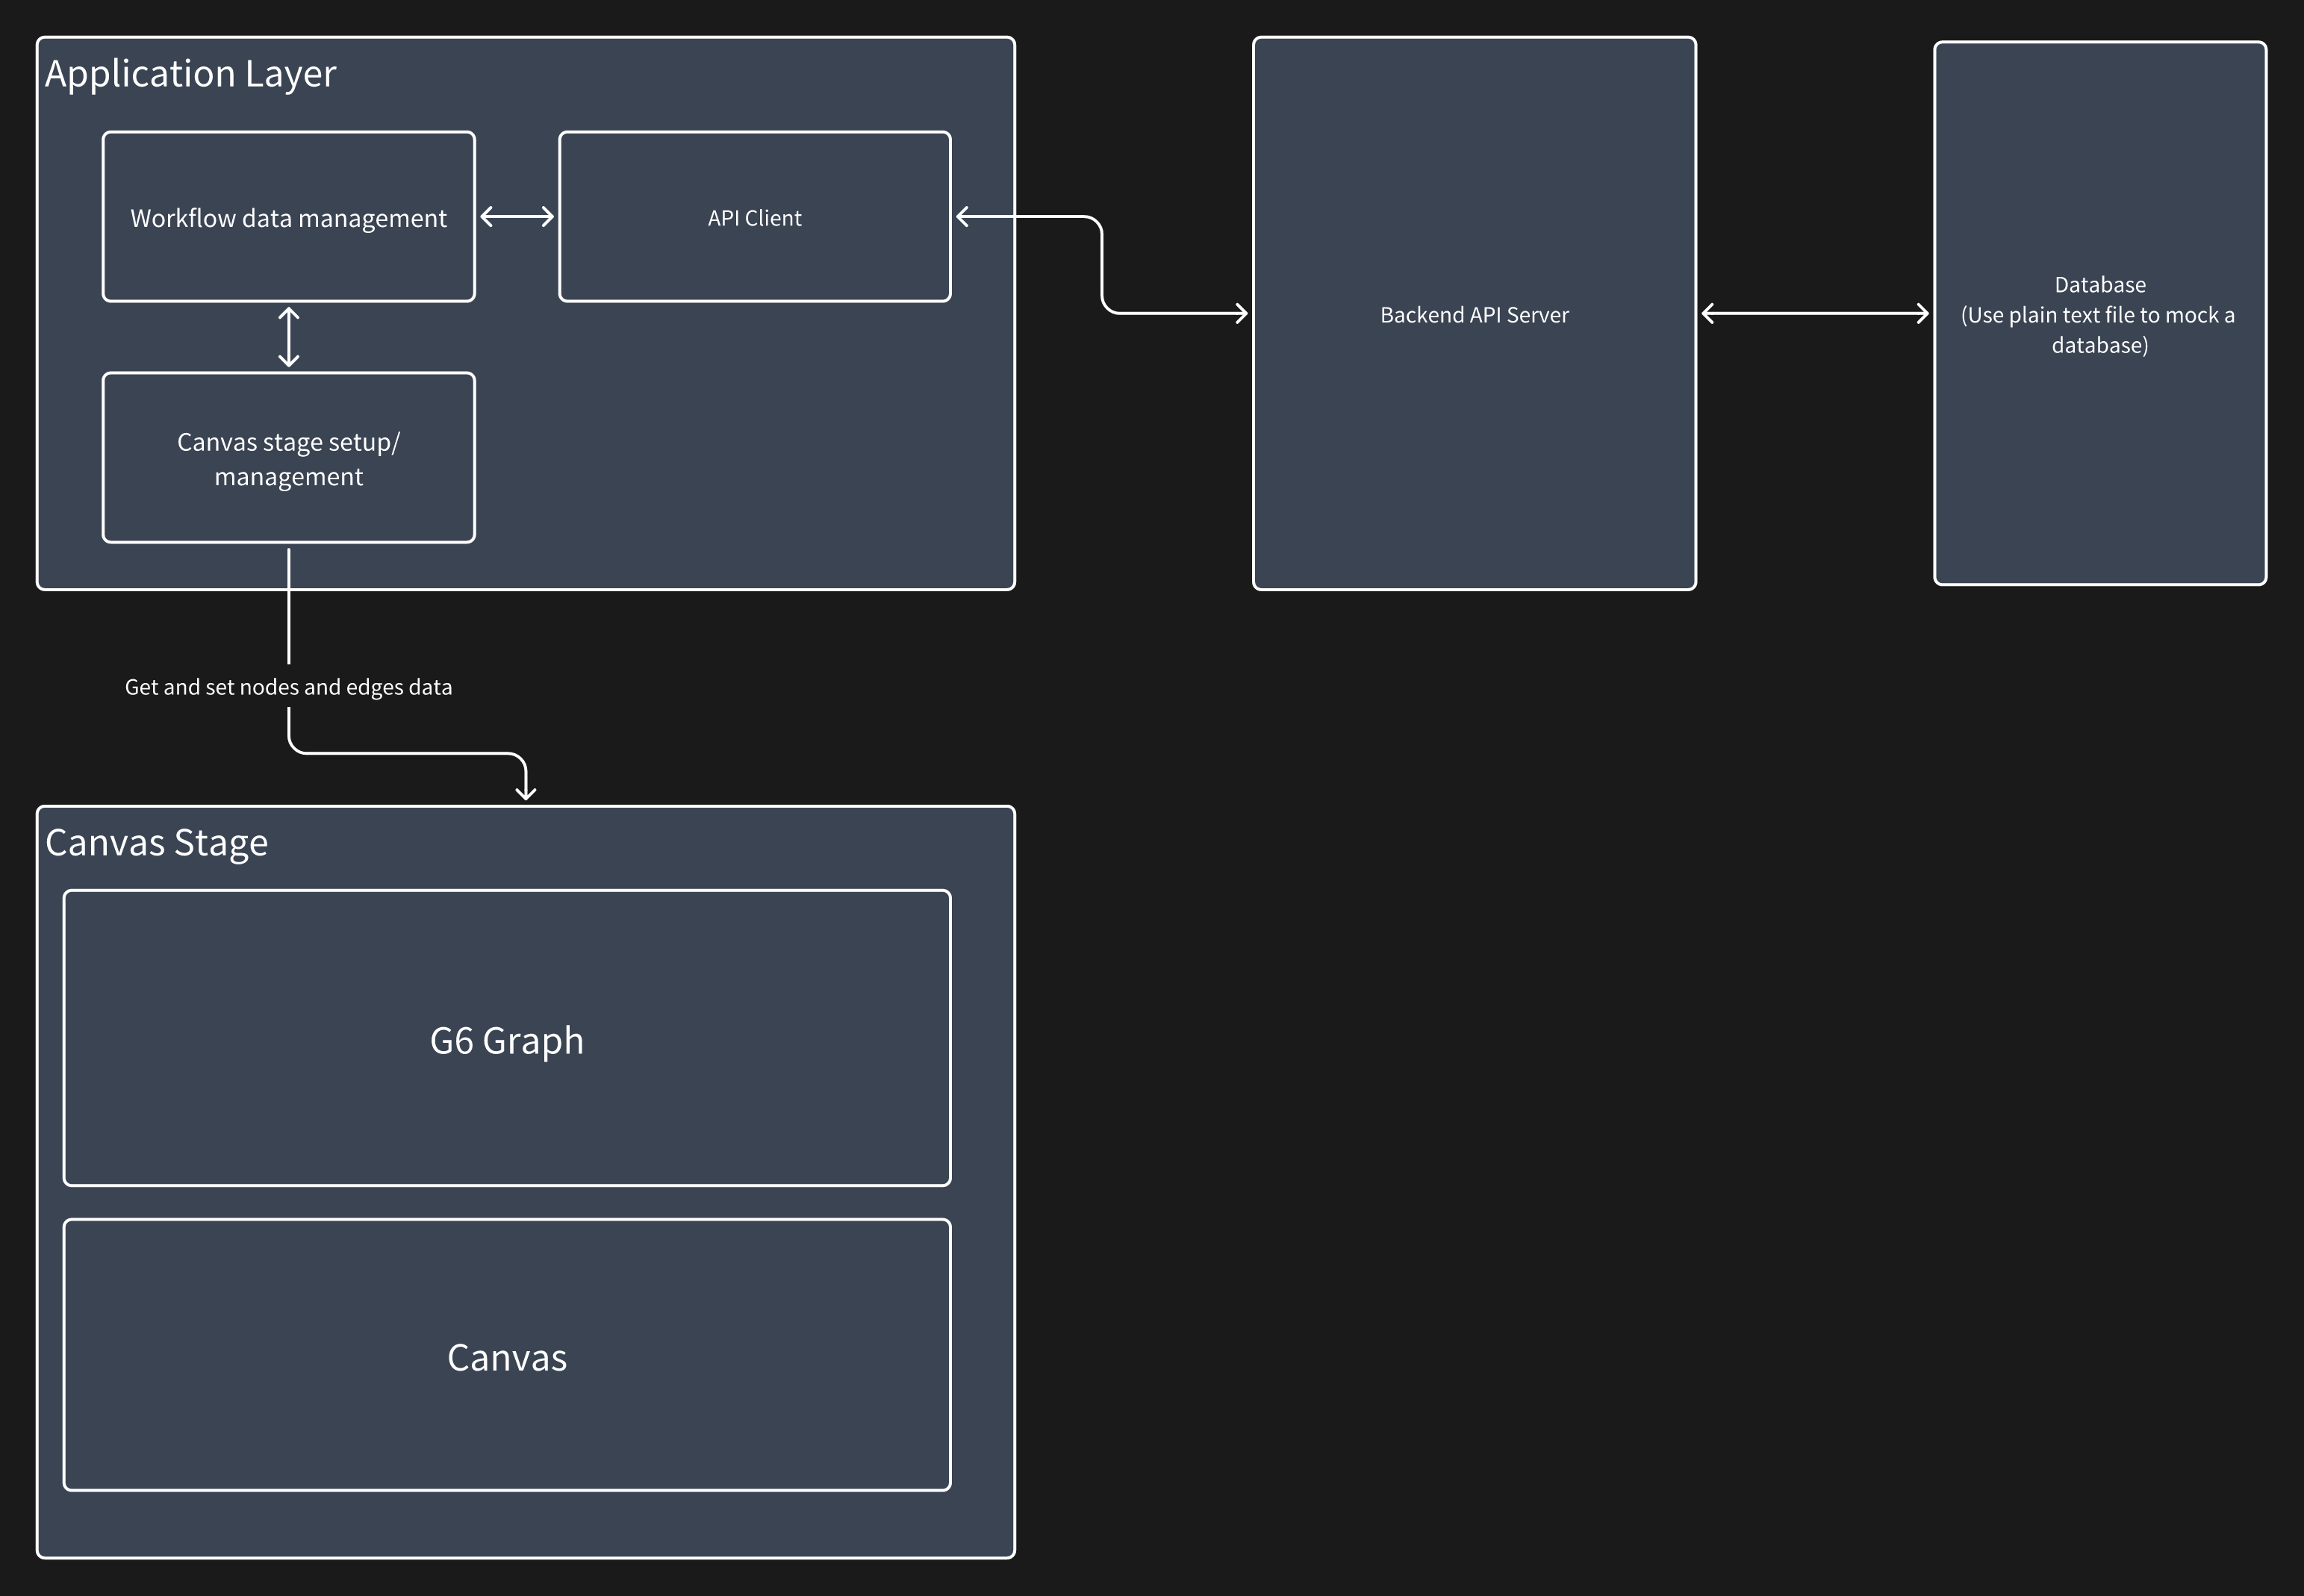 Application Layer
Workflow data management
API Client
Canvas stage setup/
management
Backend API Server
Database
(Use plain text file to mock a
database)
Get and set nodes and edges data
Canvas Stage
G6 Graph
Canvas